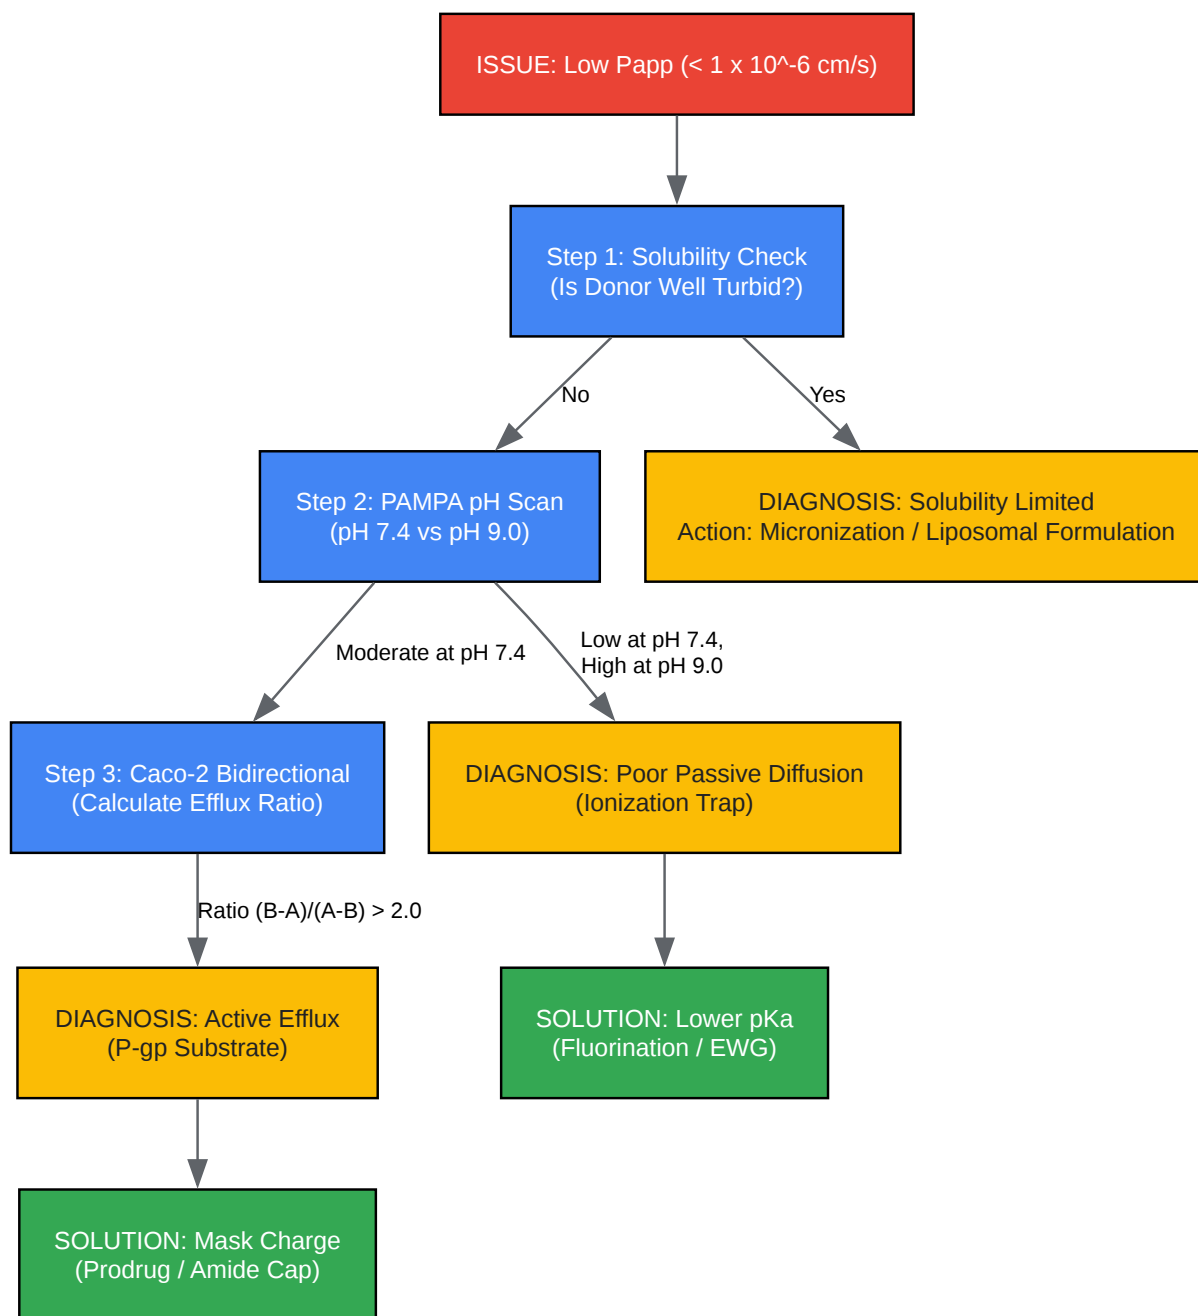 ISSUE: Low Papp (< 1 x 10^-6 cm/s)
Step 1: Solubility Check
(Is Donor Well Turbid?)
No
Yes
Step 2: PAMPA pH Scan
(pH 7.4 vs pH 9.0)
DIAGNOSIS: Solubility Limited
Action: Micronization / Liposomal Formulation
Moderate at pH 7.4
Low at pH 7.4,
High at pH 9.0
Step 3: Caco-2 Bidirectional
(Calculate Efflux Ratio)
DIAGNOSIS: Poor Passive Diffusion
(Ionization Trap)
Ratio (B-A)/(A-B) > 2.0
DIAGNOSIS: Active Efflux
(P-gp Substrate)
SOLUTION: Lower pKa
(Fluorination / EWG)
SOLUTION: Mask Charge
(Prodrug / Amide Cap)